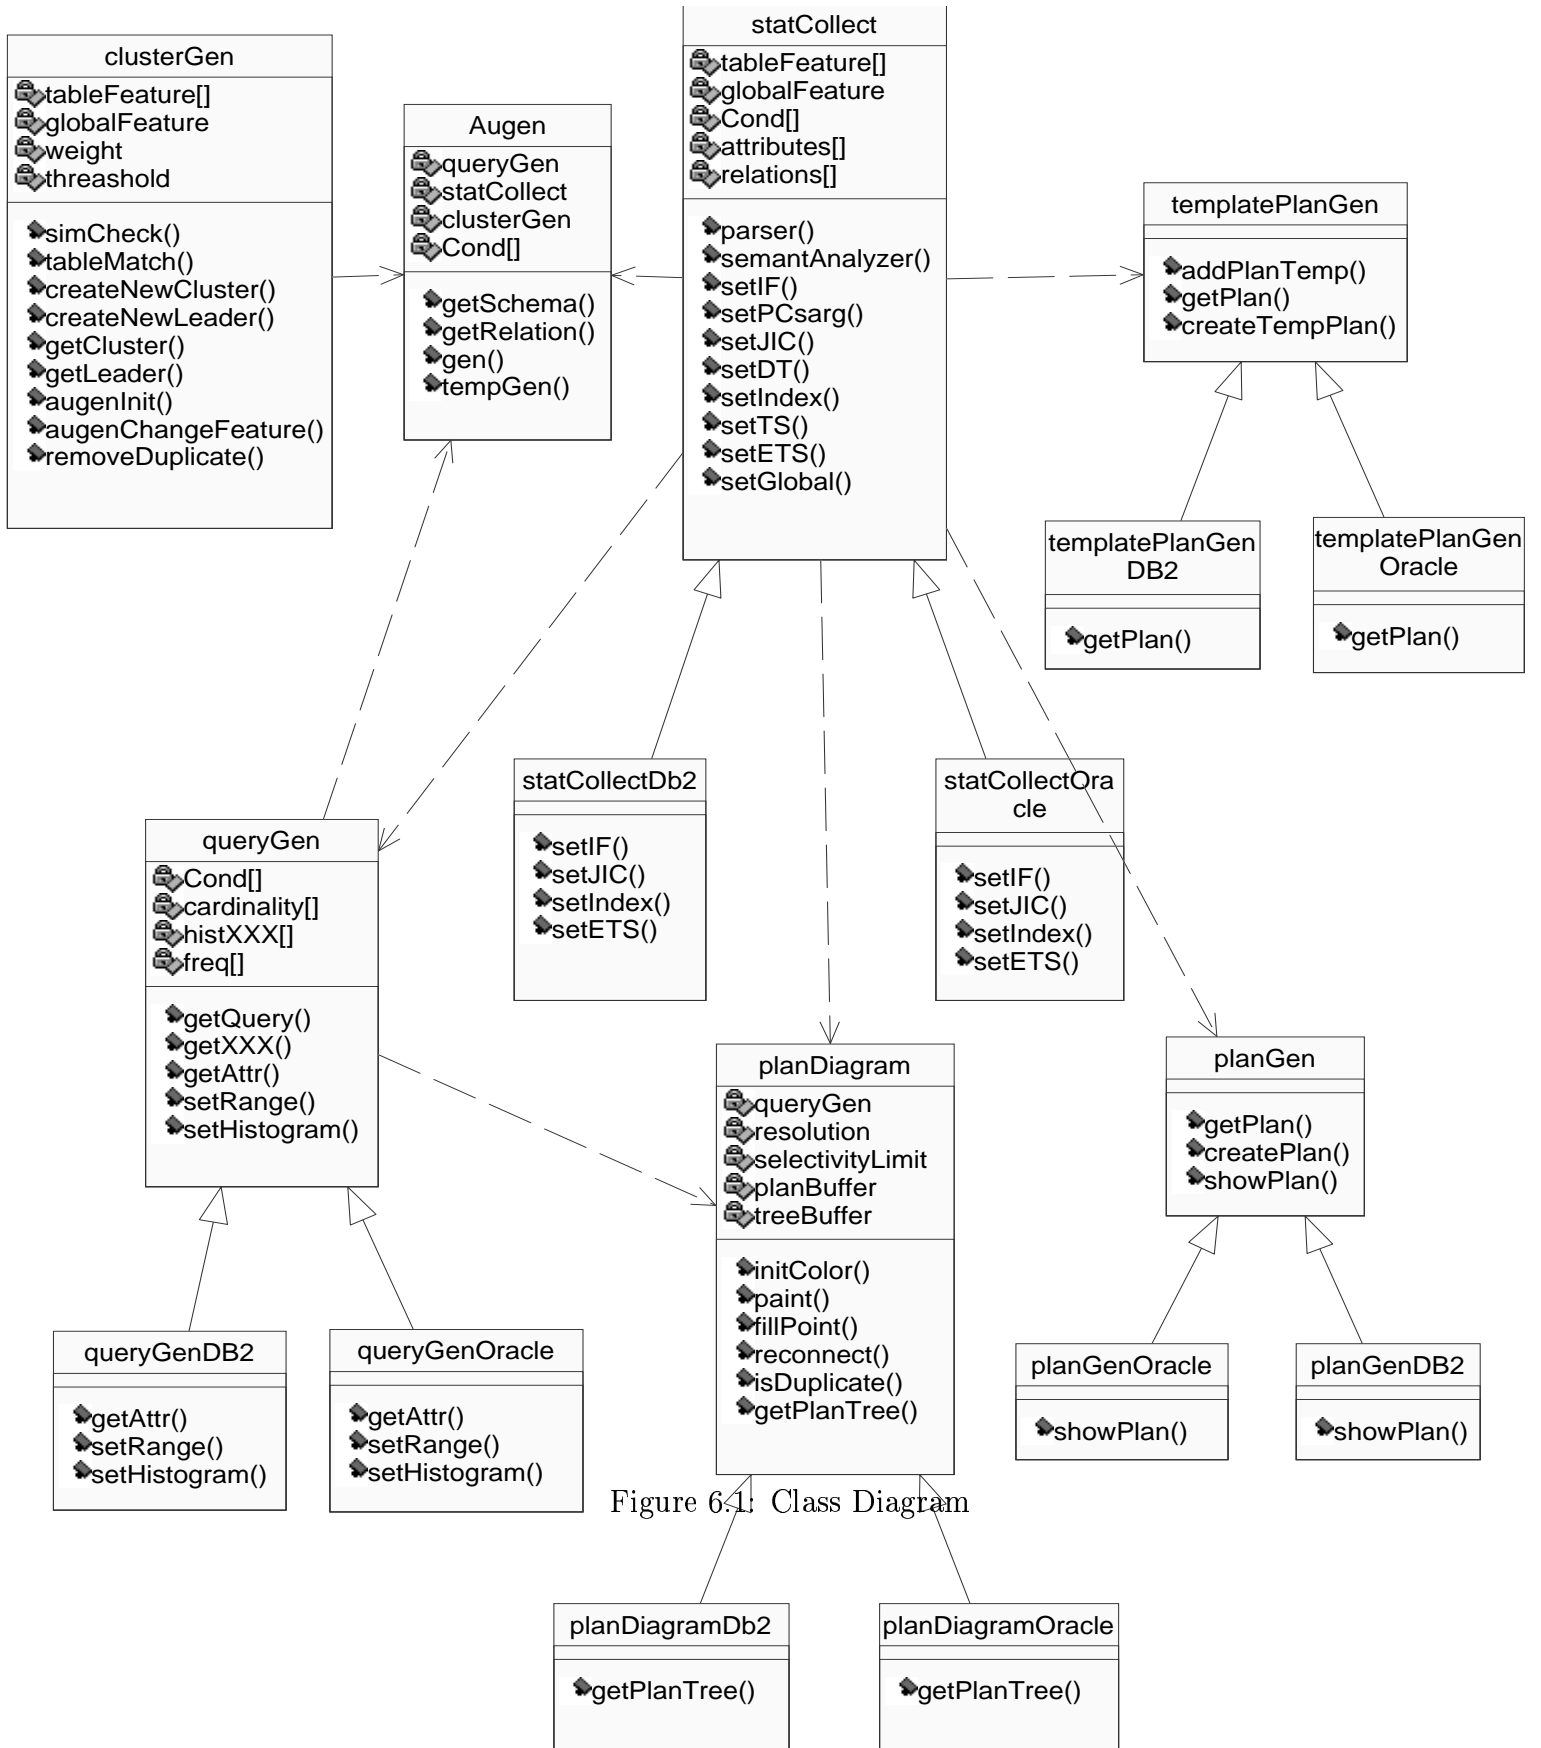 clusterGen
tableFeature[]
globalFeature
weight
threashold
simCheck()
tableMatch()
createNewCluster()
createNewLeader()
getCluster()
getLeader()
augenInit()
augenChangeFeature()
removeDuplicate()
Augen
queryGen
statCollect
clusterGen
Cond[]
getSchema()
getRelation()
gen()
tempGen()
statCollect
tableFeature[]
globalFeature
Cond[]
attributes[]
relations[]
parser()
semantAnalyzer()
setIF()
setPCsarg()
setJIC()
setDT()
setIndex()
setTS()
setETS()
setGlobal()
templatePlanGen
addPlanTemp()
getPlan()
createTempPlan()
templatePlanGen
DB2
getPlan()
templatePlanGen
Oracle
getPlan()
statCollectDb2
setIF()
setJIC()
setIndex()
setETS()
statCollectOra
cle
setIF()
setJIC()
setIndex()
setETS()
queryGen
Cond[]
cardinality[]
histXXX[]
freq[]
getQuery()
getXXX()
getAttr()
setRange()
setHistogram()
planDiagram
queryGen
resolution
selectivityLimit
planBuffer
treeBuffer
initColor()
paint()
fillPoint()
reconnect()
isDuplicate()
getPlanTree()
planGen
getPlan()
createPlan()
showPlan()
queryGenDB2
getAttr()
setRange()
setHistogram()
queryGenOracle
getAttr()
setRange()
setHistogram()
planGenOracle
showPlan()
planGenDB2
showPlan()
Figure 6.1: Class Diagram
planDiagramDb2
getPlanTree()
planDiagramOracle
getPlanTree()